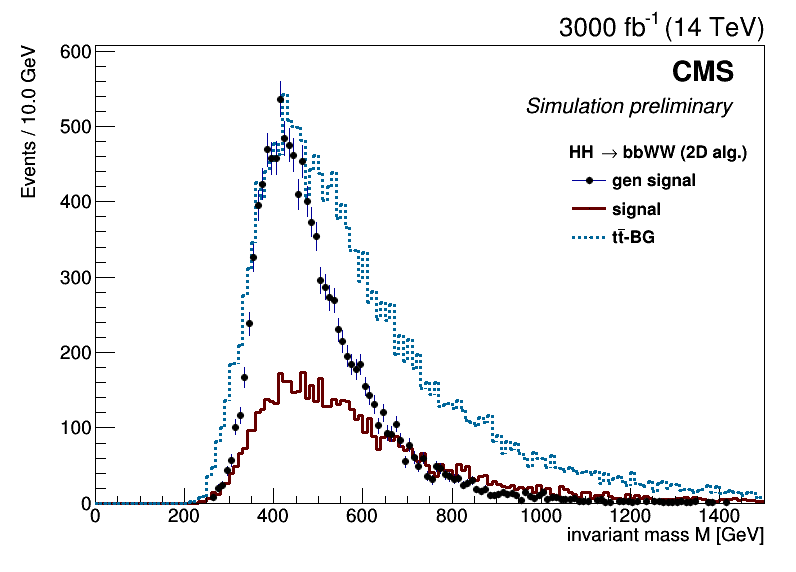 3000 fb-1 (14 TeV)
Events / 10.0 GeV
600
500
400
300
200
100
0
CMS
Simulation preliminary
HH → bbWW (2D alg.)
gen signal
signal
tt̄-BG
0 200 400 600 800 1000 1200 1400
invariant mass M [GeV]